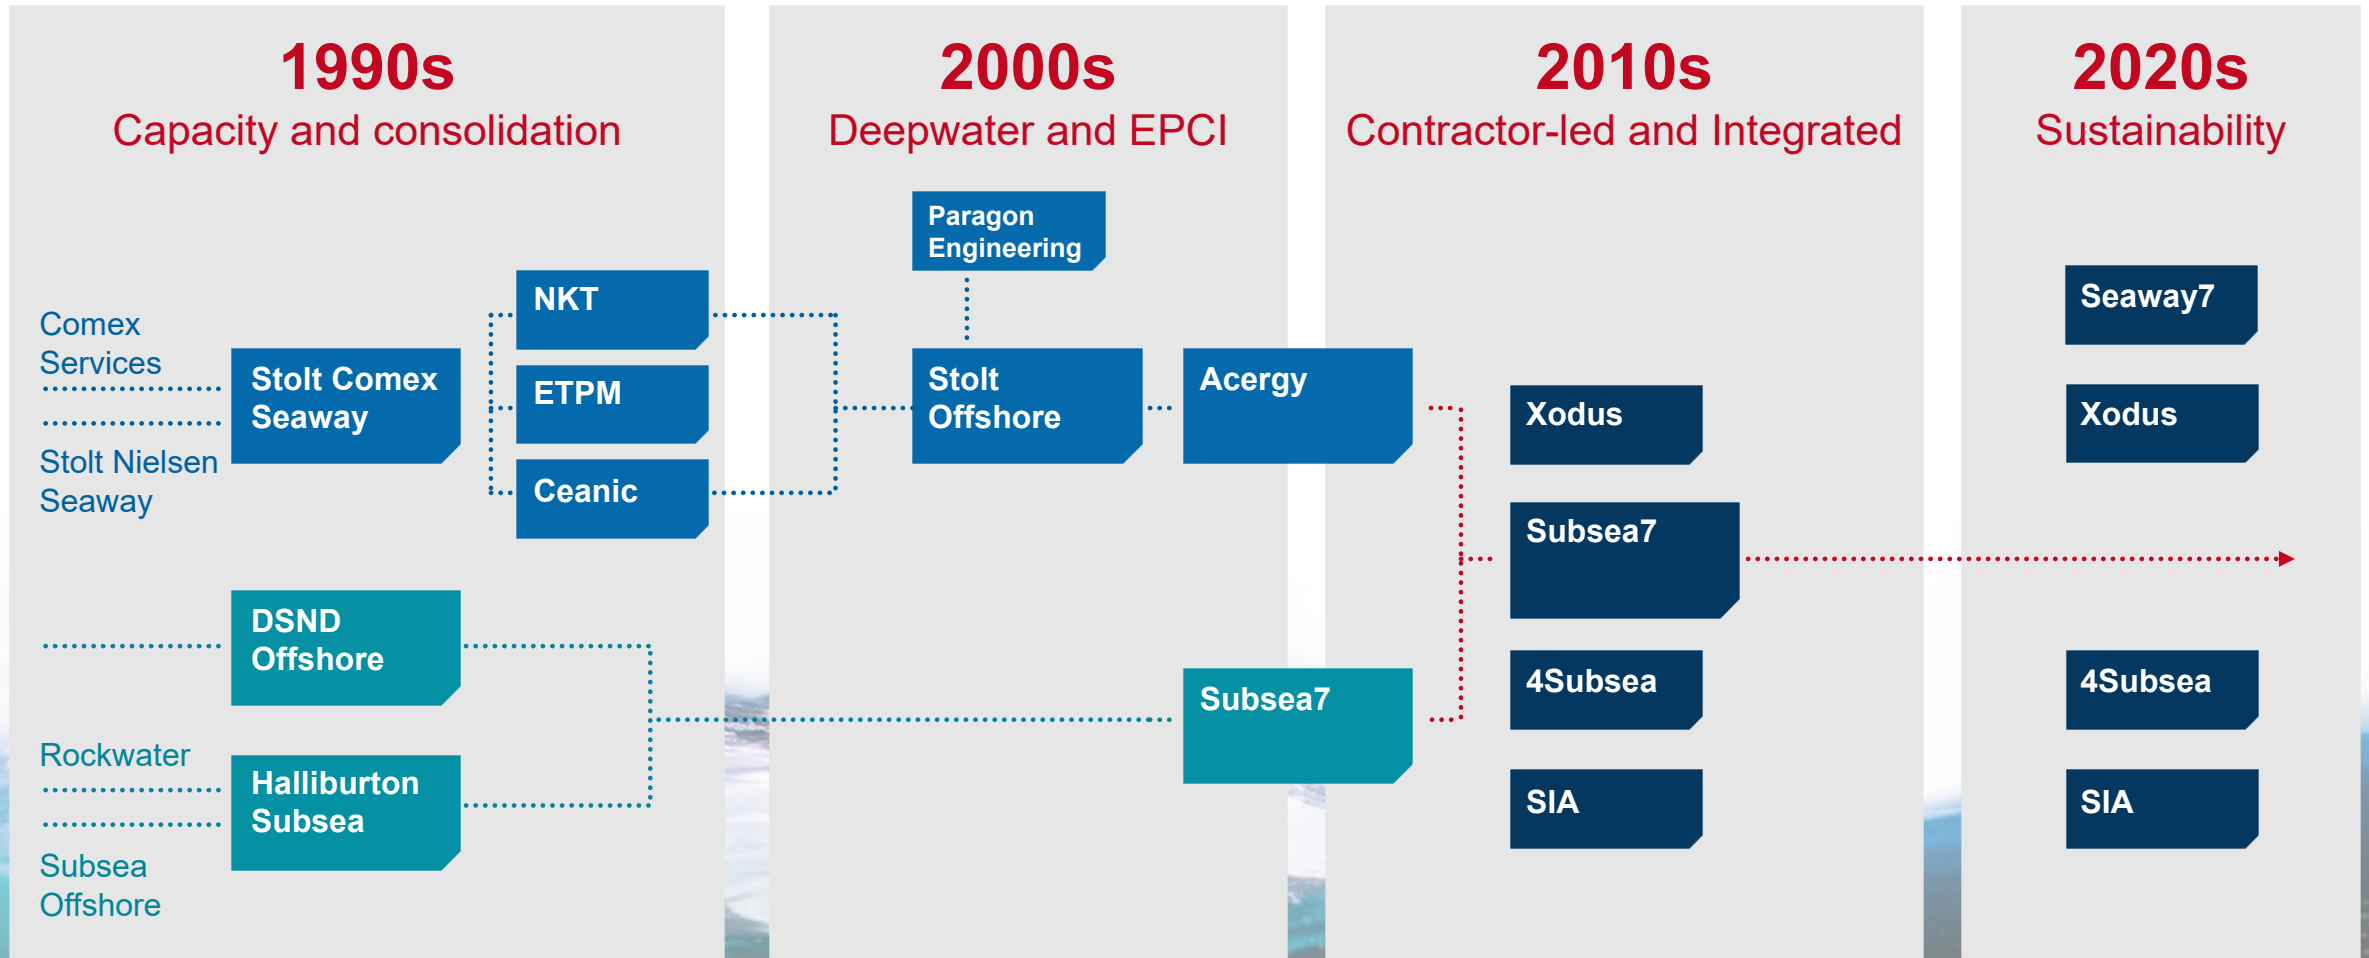 1990s
Capacity and consolidation
Comex
Services
Stolt Nielsen
Seaway
Stolt Comex
Seaway
NKT
ETPM
Ceanic
DSND
Offshore
Rockwater
Subsea
Offshore
Halliburton
Subsea
2000s
Deepwater and EPCI
Paragon
Engineering
Stolt
Offshore
Acergy
Subsea7
2010s
Contractor-led and Integrated
Xodus
Subsea7
4Subsea
SIA
2020s
Sustainability
Seaway7
Xodus
4Subsea
SIA